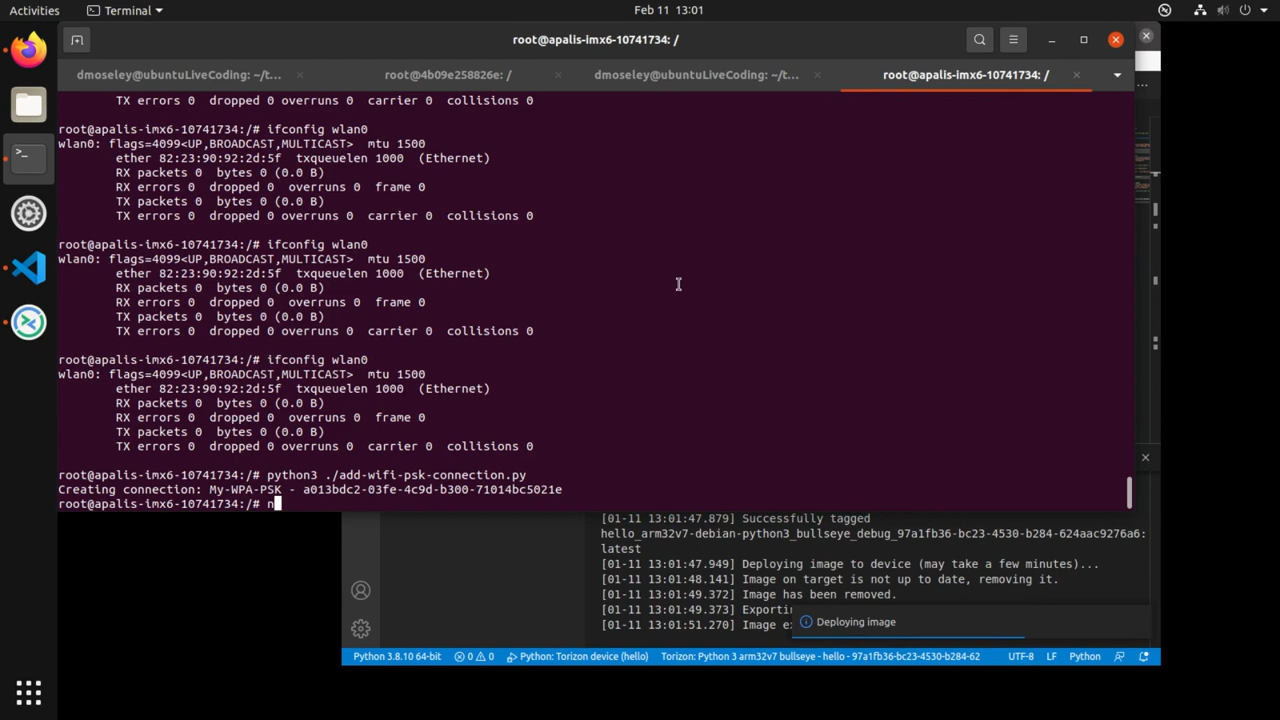 Activities
Terminal
Feb 11 13:01
root@apalis-imx6-10741734: /
dmoseley@ubuntuLiveCoding: ~/t...
root@4b09e258826e: /
dmoseley@ubuntuLiveCoding: ~/t...
root@apalis-imx6-10741734: /
TX errors 0 dropped 0 overruns 0 carrier 0 collisions 0
root@apalis-imx6-10741734:/# ifconfig wlan0
wlan0: flags=4099<UP,BROADCAST,MULTICAST> mtu 1500
ether 82:23:90:92:2d:5f txqueuelen 1000 (Ethernet)
RX packets 0 bytes 0 (0.0 B)
RX errors 0 dropped 0 overruns 0 frame 0
TX packets 0 bytes 0 (0.0 B)
TX errors 0 dropped 0 overruns 0 carrier 0 collisions 0
root@apalis-imx6-10741734:/# ifconfig wlan0
wlan0: flags=4099<UP,BROADCAST,MULTICAST> mtu 1500
ether 82:23:90:92:2d:5f txqueuelen 1000 (Ethernet)
RX packets 0 bytes 0 (0.0 B)
RX errors 0 dropped 0 overruns 0 frame 0
TX packets 0 bytes 0 (0.0 B)
TX errors 0 dropped 0 overruns 0 carrier 0 collisions 0
root@apalis-imx6-10741734:/# ifconfig wlan0
wlan0: flags=4099<UP,BROADCAST,MULTICAST> mtu 1500
ether 82:23:90:92:2d:5f txqueuelen 1000 (Ethernet)
RX packets 0 bytes 0 (0.0 B)
RX errors 0 dropped 0 overruns 0 frame 0
TX packets 0 bytes 0 (0.0 B)
TX errors 0 dropped 0 overruns 0 carrier 0 collisions 0
root@apalis-imx6-10741734:/# python3 ./add-wifi-psk-connection.py
Creating connection: My-WPA-PSK - a013bdc2-03fe-4c9d-b300-71014bc5021e
root@apalis-imx6-10741734:/# n
[01-11 13:01:47.879] Successfully tagged
hello_arm32v7-debian-python3_bullseye_debug_97a1fb36-bc23-4530-b284-624aac9276a6:
latest
[01-11 13:01:47.949] Deploying image to device (may take a few minutes)...
[01-11 13:01:48.141] Image on target is not up to date, removing it.
[01-11 13:01:49.372] Image has been removed.
[01-11 13:01:49.373] Exporti
[01-11 13:01:51.270] Image e
Deploying image
Python 3.8.10 64-bit
0
0
Python: Torizon device (hello)
Torizon: Python 3 arm32v7 bullseye - hello - 97a1fb36-bc23-4530-b284-62
UTF-8
LF
Python